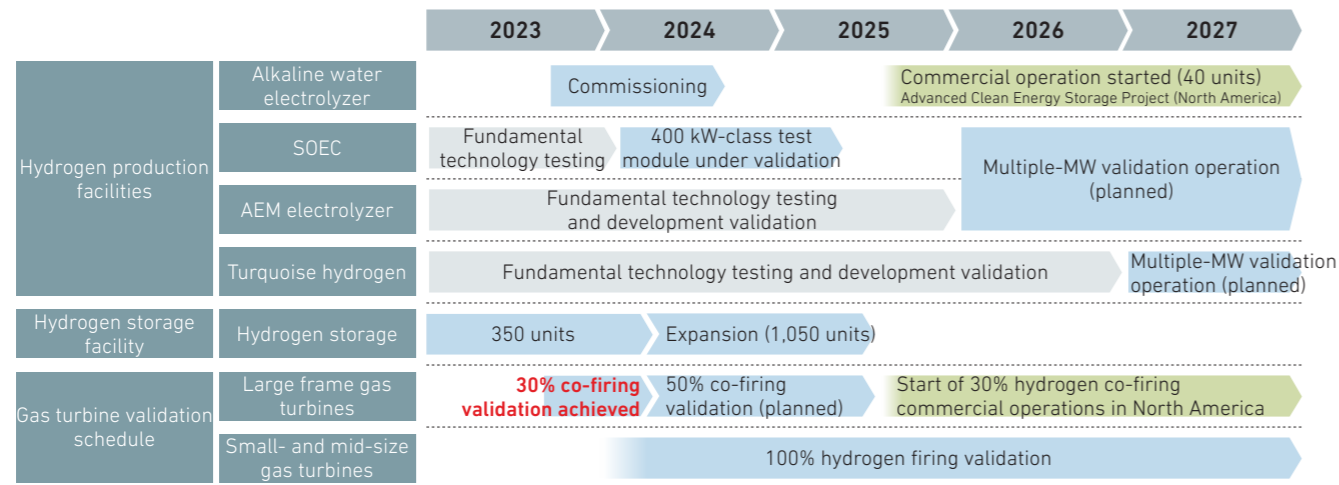 2023 2024 2025 2026 2027
Hydrogen production
facilities
Alkaline water
electrolyzer
Commissioning
Commercial operation started (40 units)
Advanced Clean Energy Storage Project (North America)
SOEC
Fundamental
technology testing
400 kW-class test
module under validation
Multiple-MW validation operation
(planned)
AEM electrolyzer
Fundamental technology testing
and development validation
Turquoise hydrogen
Fundamental technology testing and development validation
Multiple-MW validation
operation (planned)
Hydrogen storage
facility
Hydrogen storage
350 units
Expansion (1,050 units)
Gas turbine validation
schedule
Large frame gas
turbines
30% co-firing
validation achieved
50% co-firing
validation (planned)
Start of 30% hydrogen co-firing
commercial operations in North America
Small- and mid-size
gas turbines
100% hydrogen firing validation